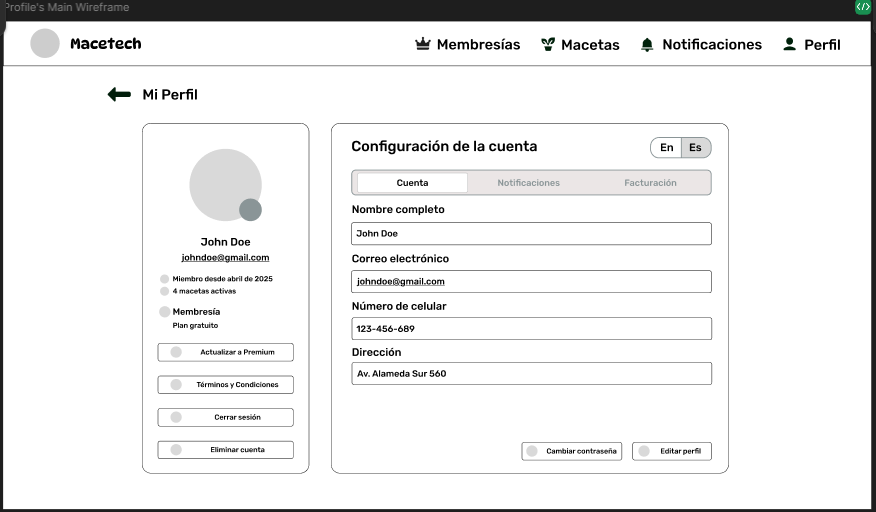 Profile's Main Wireframe
Macetech
Membresías
Macetas
Notificaciones
Perfil
Mi Perfil
John Doe
johndoe@gmail.com
Miembro desde abril de 2025
4 macetas activas
Membresía
Plan gratuito
Actualizar a Premium
Términos y Condiciones
Cerrar sesión
Eliminar cuenta
Configuración de la cuenta
En Es
Cuenta
Notificaciones
Facturación
Nombre completo
John Doe
Correo electrónico
johndoe@gmail.com
Número de celular
123-456-689
Dirección
Av. Alameda Sur 560
Cambiar contraseña
Editar perfil